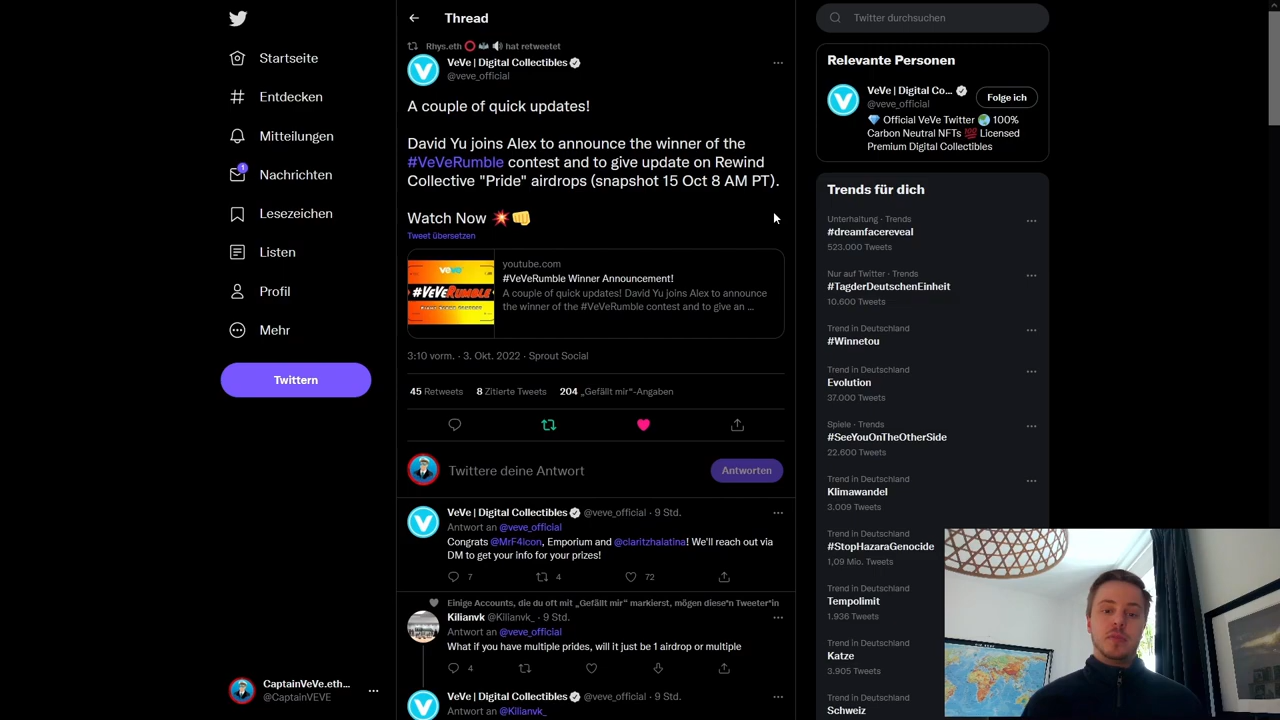 Startseite
Entdecken
Mitteilungen
1
Nachrichten
Lesezeichen
Listen
Profil
Mehr
Twittern
CaptainVeVe.eth...
@CaptainVEVE
Thread
Rhys.eth hat retweetet
VeVe | Digital Collectibles
@veve_official
A couple of quick updates!
David Yu joins Alex to announce the winner of the
#VeVeRumble contest and to give update on Rewind
Collective "Pride" airdrops (snapshot 15 Oct 8 AM PT).
Watch Now 💥👊
Tweet übersetzen
veve
#VEVERUMBLE
youtube.com
#VeVeRumble Winner Announcement!
A couple of quick updates! David Yu joins Alex to announce
the winner of the #VeVeRumble contest and to give an ...
3:10 vorm. · 3. Okt. 2022 · Sprout Social
45 Retweets 8 Zitierte Tweets 204 „Gefällt mir“-Angaben
Twittere deine Antwort
Antworten
VeVe | Digital Collectibles @veve_official · 9 Std.
Antwort an @veve_official
Congrats @MrF4icon, Emporium and @claritzhalatina! We'll reach out via
DM to get your info for your prizes!
7 4 72
Einige Accounts, die du oft mit „Gefällt mir“ markierst, mögen diese*n Tweeter*in
Kilianvk @Kilianvk_ · 9 Std.
Antwort an @veve_official
What if you have multiple prides, will it just be 1 airdrop or multiple
4
VeVe | Digital Collectibles @veve_official · 9 Std.
Antwort an @Kilianvk_
Twitter durchsuchen
Relevante Personen
VeVe | Digital Co...
@veve_official
Folge ich
💎 Official VeVe Twitter 🌏 100%
Carbon Neutral NFTs 💯 Licensed
Premium Digital Collectibles
Trends für dich
Unterhaltung · Trends
#dreamfacereveal
523.000 Tweets
Nur auf Twitter · Trends
#TagderDeutschenEinheit
10.600 Tweets
Trend in Deutschland
#Winnetou
Trend in Deutschland
Evolution
37.000 Tweets
Spiele · Trends
#SeeYouOnTheOtherSide
22.600 Tweets
Trend in Deutschland
Klimawandel
3.009 Tweets
Trend in Deutschland
#StopHazaraGenocide
1,09 Mio. Tweets
Trend in Deutschland
Tempolimit
1.936 Tweets
Trend in Deutschland
Katze
3.905 Tweets
Trend in Deutschland
Schweiz